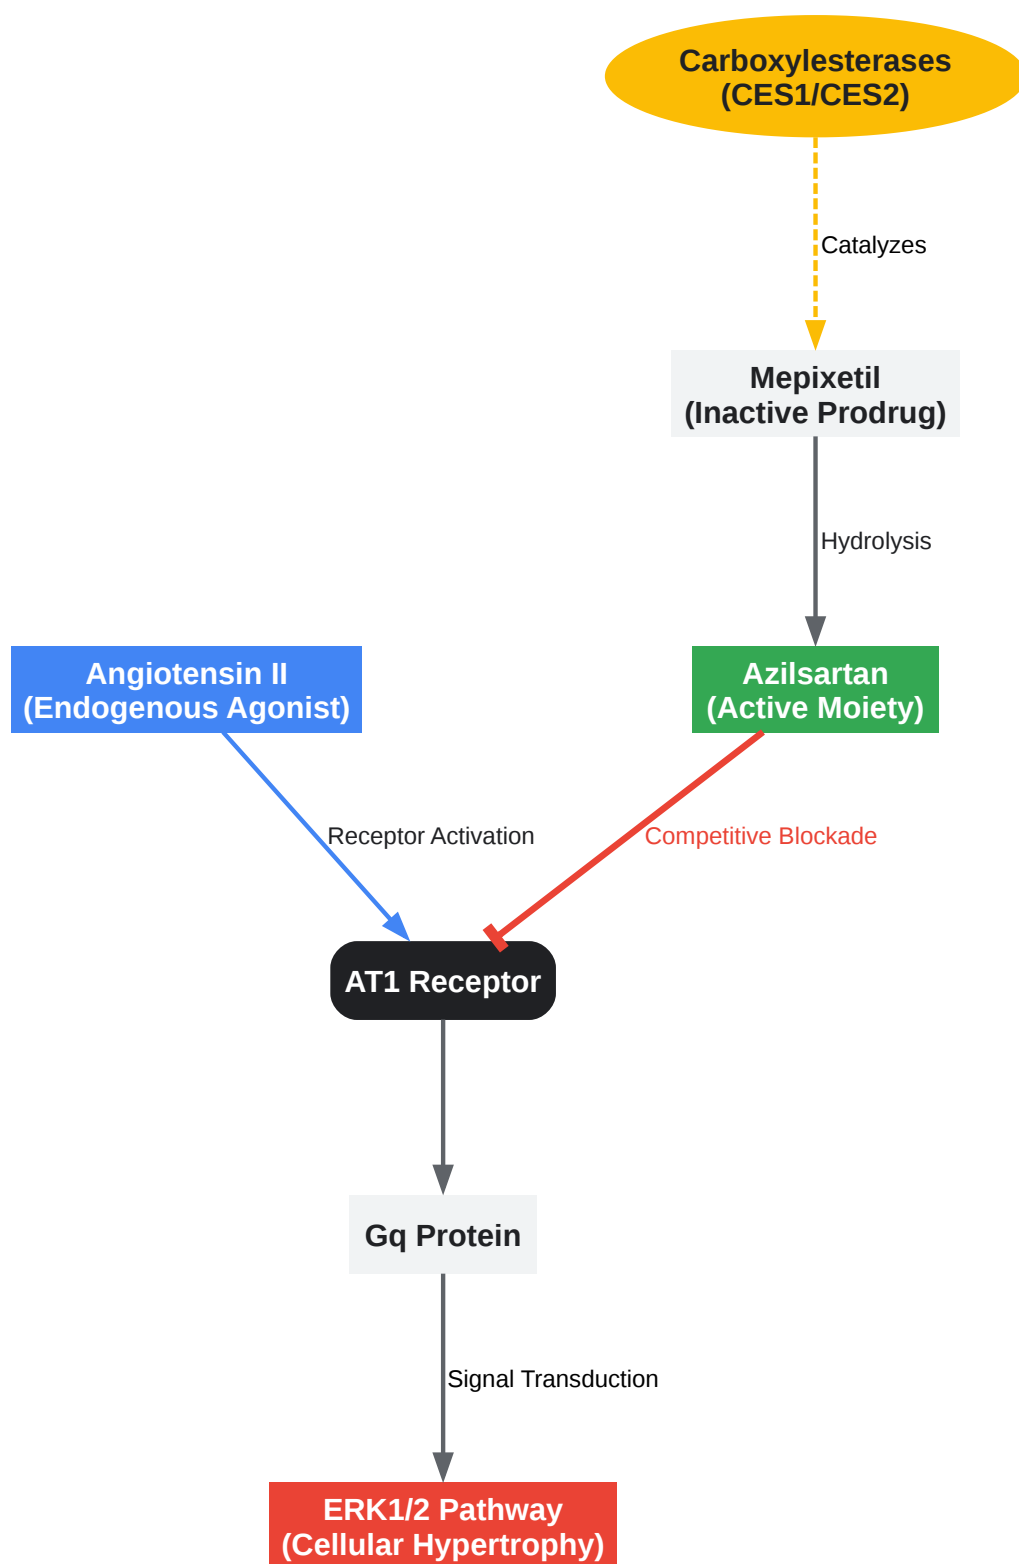 Carboxylesterases
(CES1/CES2)
Catalyzes
Mepixetil
(Inactive Prodrug)
Hydrolysis
Angiotensin II
(Endogenous Agonist)
Azilsartan
(Active Moiety)
Receptor Activation
Competitive Blockade
AT1 Receptor
Gq Protein
Signal Transduction
ERK1/2 Pathway
(Cellular Hypertrophy)